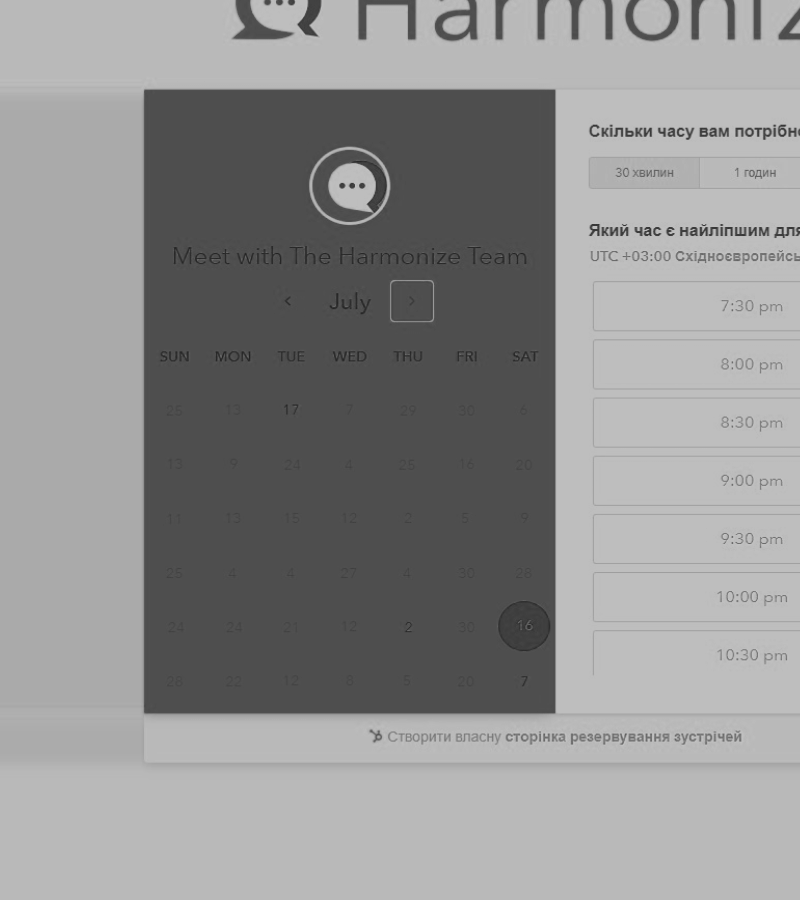 Harmoniz
Meet with The Harmonize Team
July
SUN MON TUE WED THU FRI SAT
25 13 17 7 29 30 6
13 9 24 4 25 16 20
11 13 15 12 2 5 9
25 4 4 27 4 30 28
24 24 21 12 2 30 16
28 22 12 8 5 20 7
Скільки часу вам потрібн
30 хвилин 1 годин
Який час є найліпшим для
UTC +03:00 Східноєвропейсь
7:30 pm
8:00 pm
8:30 pm
9:00 pm
9:30 pm
10:00 pm
10:30 pm
Створити власну сторінка резервування зустрічей